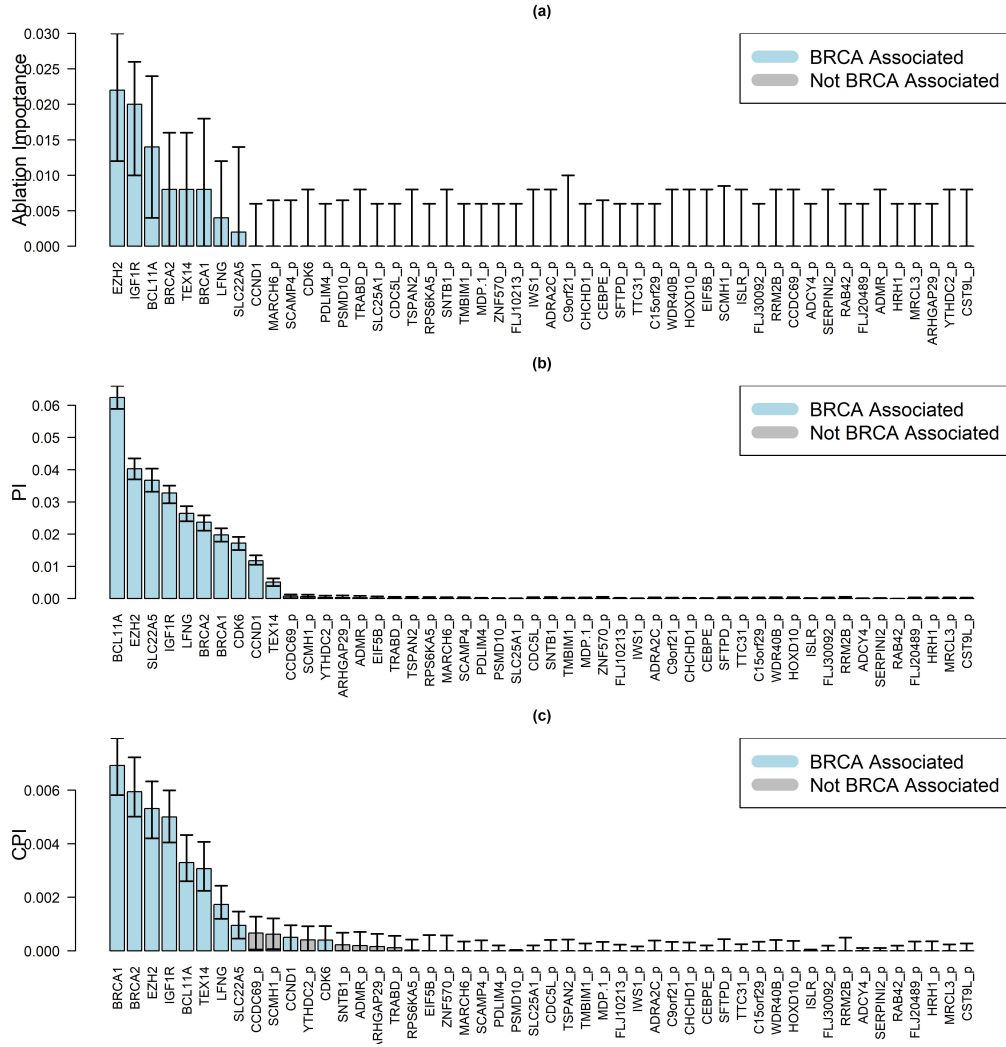 (a)
Ablation Importance
0.030
0.025
0.020
0.015
0.010
0.005
0.000
BRCA Associated
Not BRCA Associated
EZH2
IGF1R
BCL11A
BRCA2
TEX14
BRCA1
LFNG
SLC22A5
CCND1
MARCH6_p
SCAMP4_p
CDK6
PDLIM4_p
PSMD10_p
TRABD_p
SLC25A1_p
CDC5L_p
TSPAN2_p
RPS6KA5_p
SNTB1_p
TMBIM1_p
MDP.1_p
ZNF570_p
FLJ10213_p
IWS1_p
ADRA2C_p
C9orf21_p
CHCHD1_p
CEBPE_p
SFTPD_p
TTC31_p
C15orf29_p
WDR40B_p
HOXD10_p
EIF5B_p
SCMH1_p
ISLR_p
FLJ30092_p
RRM2B_p
CCDC69_p
ADCY4_p
SERPINI2_p
RAB42_p
FLJ20489_p
ADMR_p
HRH1_p
MRCL3_p
ARHGAP29_p
YTHDC2_p
CST9L_p
(b)
PI
0.06
0.05
0.04
0.03
0.02
0.01
0.00
BRCA Associated
Not BRCA Associated
BCL11A
EZH2
SLC22A5
IGF1R
LFNG
BRCA2
BRCA1
CDK6
CCND1
TEX14
CCDC69_p
SCMH1_p
YTHDC2_p
ARHGAP29_p
ADMR_p
EIF5B_p
TRABD_p
TSPAN2_p
RPS6KA5_p
MARCH6_p
SCAMP4_p
PDLIM4_p
PSMD10_p
SLC25A1_p
CDC5L_p
SNTB1_p
TMBIM1_p
MDP.1_p
ZNF570_p
FLJ10213_p
IWS1_p
ADRA2C_p
C9orf21_p
CHCHD1_p
CEBPE_p
SFTPD_p
TTC31_p
C15orf29_p
WDR40B_p
HOXD10_p
ISLR_p
FLJ30092_p
RRM2B_p
ADCY4_p
SERPINI2_p
RAB42_p
FLJ20489_p
HRH1_p
MRCL3_p
CST9L_p
(c)
CPI
0.006
0.004
0.002
0.000
BRCA Associated
Not BRCA Associated
BRCA1
BRCA2
EZH2
IGF1R
BCL11A
TEX14
LFNG
SLC22A5
CCDC69_p
SCMH1_p
CCND1
YTHDC2_p
CDK6
SNTB1_p
ADMR_p
ARHGAP29_p
TRABD_p
RPS6KA5_p
EIF5B_p
ZNF570_p
MARCH6_p
SCAMP4_p
PDLIM4_p
PSMD10_p
SLC25A1_p
CDC5L_p
TSPAN2_p
TMBIM1_p
MDP.1_p
FLJ10213_p
IWS1_p
ADRA2C_p
C9orf21_p
CHCHD1_p
CEBPE_p
SFTPD_p
TTC31_p
C15orf29_p
WDR40B_p
HOXD10_p
ISLR_p
FLJ30092_p
RRM2B_p
ADCY4_p
SERPINI2_p
RAB42_p
FLJ20489_p
HRH1_p
MRCL3_p
CST9L_p